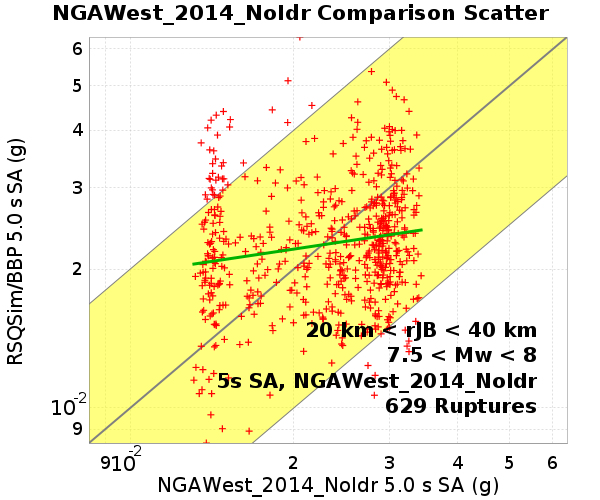 NGAWest_2014_NoIdr Comparison Scatter
RSQSim/BBP 5.0 s SA (g)
6
5
4
3
2
10-2
9
20 km < rJB < 40 km
7.5 < Mw < 8
5s SA, NGAWest_2014_NoIdr
629 Ruptures
9 10-2 2 3 4 5 6
NGAWest_2014_NoIdr 5.0 s SA (g)